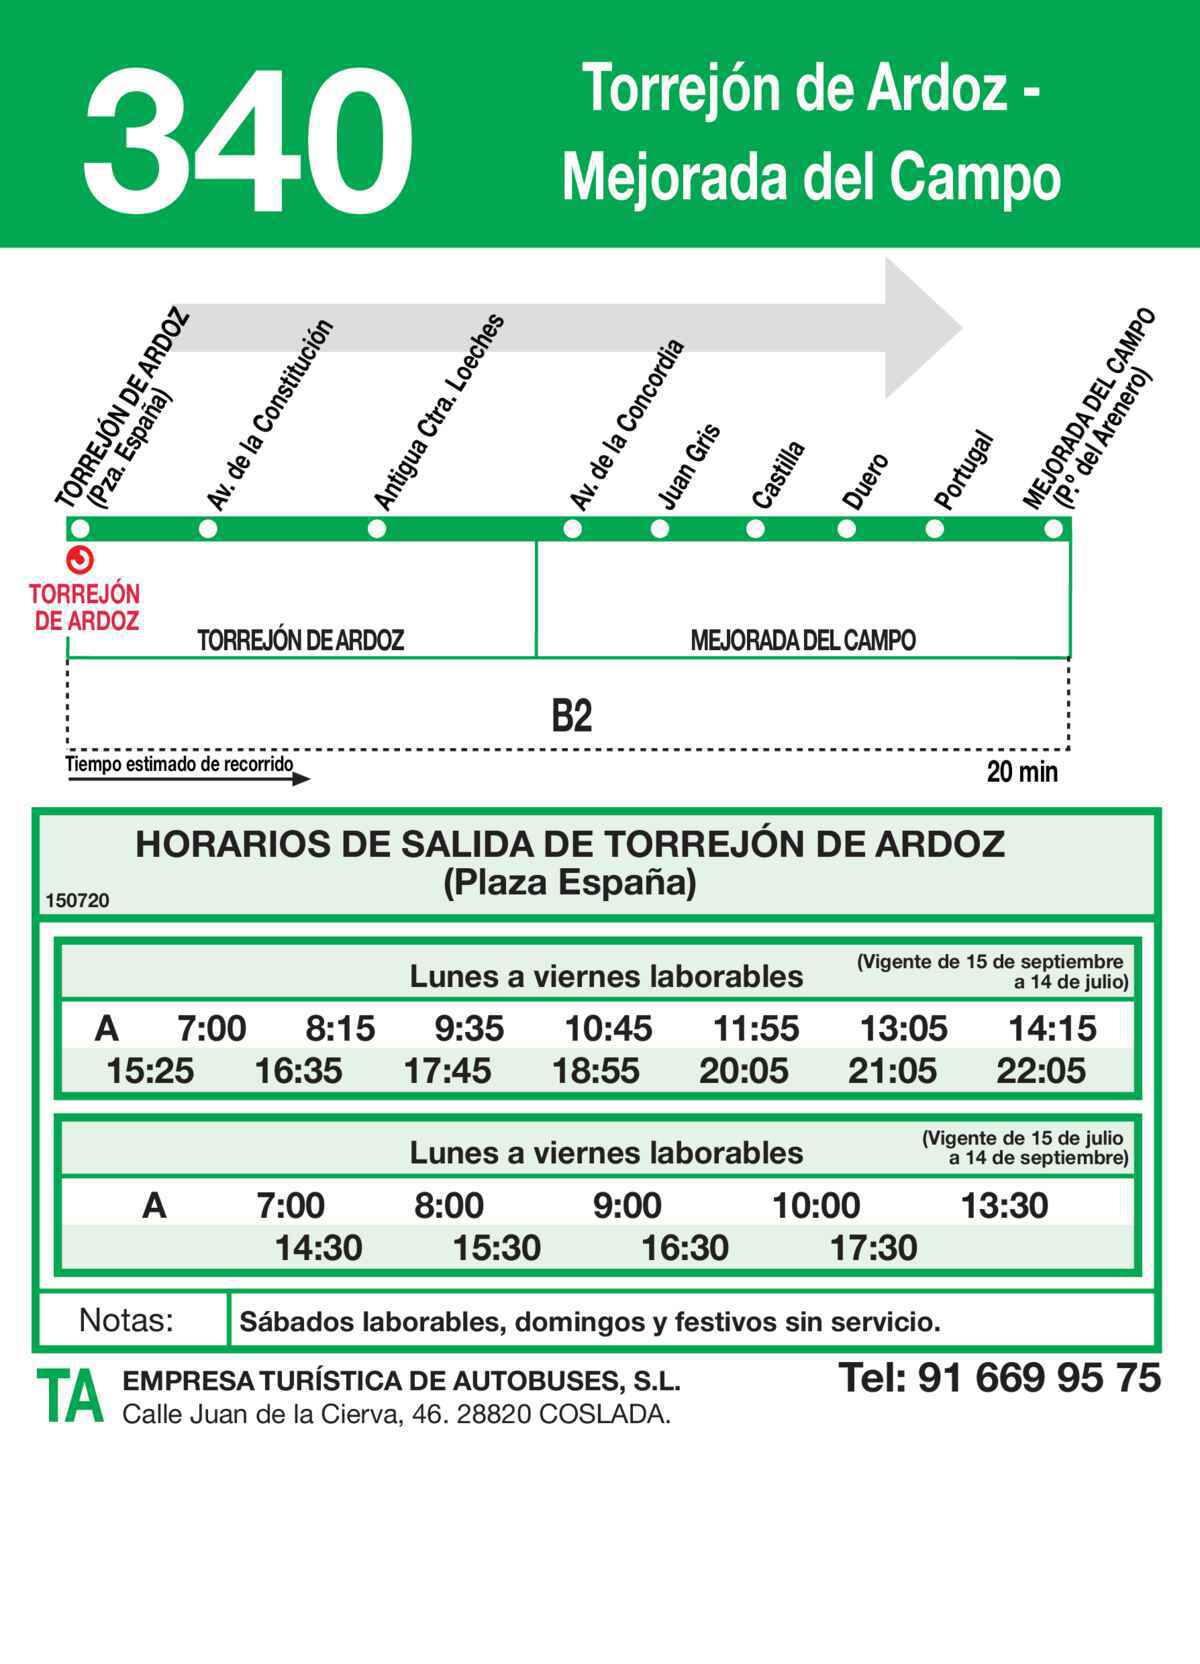 340
Torrejón de Ardoz -
Mejorada del Campo
TORREJÓN DE ARDOZ
(Pza. España)
Av. de la Constitución
Antigua Ctra. Loeches
Av. de la Concordia
Juan Gris
Castilla
Duero
Portugal
MEJORADA DEL CAMPO
(P.º del Arenero)
TORREJÓN
DE ARDOZ
TORREJÓN DE ARDOZ
MEJORADA DEL CAMPO
B2
Tiempo estimado de recorrido
20 min
HORARIOS DE SALIDA DE TORREJÓN DE ARDOZ
(Plaza España)
150720
Lunes a viernes laborables
(Vigente de 15 de septiembre
a 14 de julio)
A 7:00 8:15 9:35 10:45 11:55 13:05 14:15
15:25 16:35 17:45 18:55 20:05 21:05 22:05
Lunes a viernes laborables
(Vigente de 15 de julio
a 14 de septiembre)
A 7:00 8:00 9:00 10:00 13:30
14:30 15:30 16:30 17:30
Notas: Sábados laborables, domingos y festivos sin servicio.
TA
EMPRESA TURÍSTICA DE AUTOBUSES, S.L.
Calle Juan de la Cierva, 46. 28820 COSLADA.
Tel: 91 669 95 75